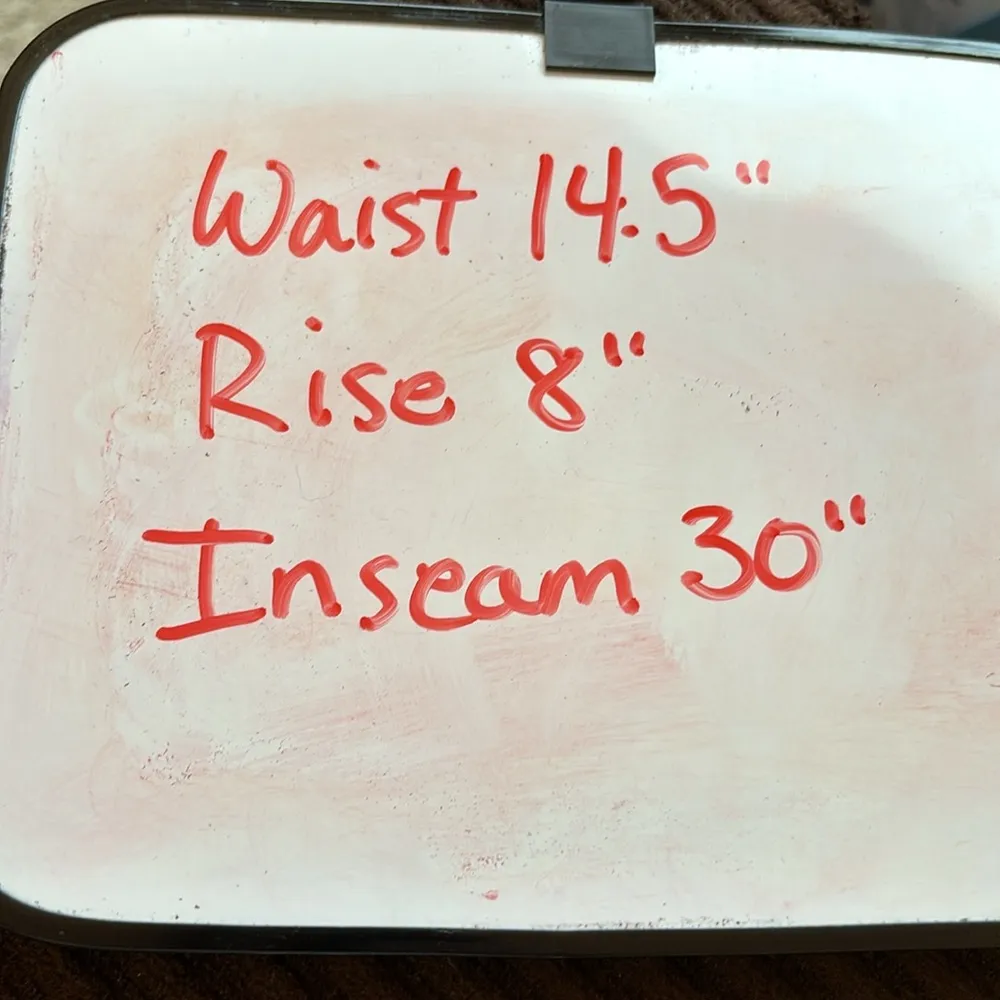 Waist 14.5"
Rise 8"
Inseam 30"